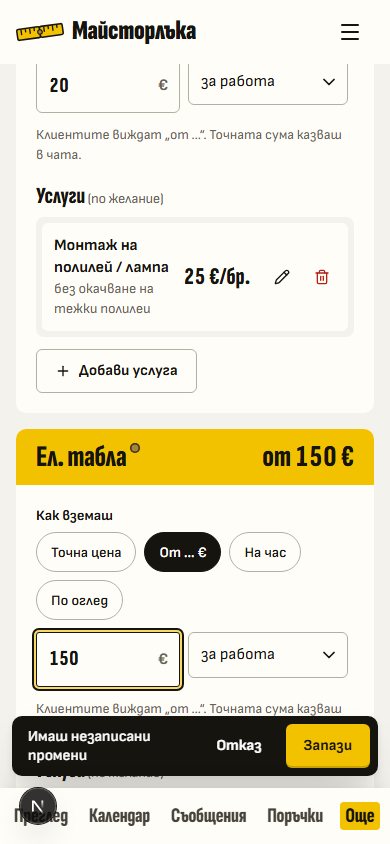 Майсторлъка
20 €
за работа
Клиентите виждат „от ...“. Точната сума казваш
в чата.
Услуги (по желание)
Монтаж на
полилей / лампа
без окачване на
тежки полилеи
25 €/бр.
+ Добави услуга
Ел. табла
от 150 €
Как вземаш
Точна цена
От ... €
На час
По оглед
150 €
за работа
Клиентите виждат „от ...“. Точната сума казваш
Имаш незаписани
промени
Отказ
Запази
N
Календар
Съобщения
Поръчки
Още